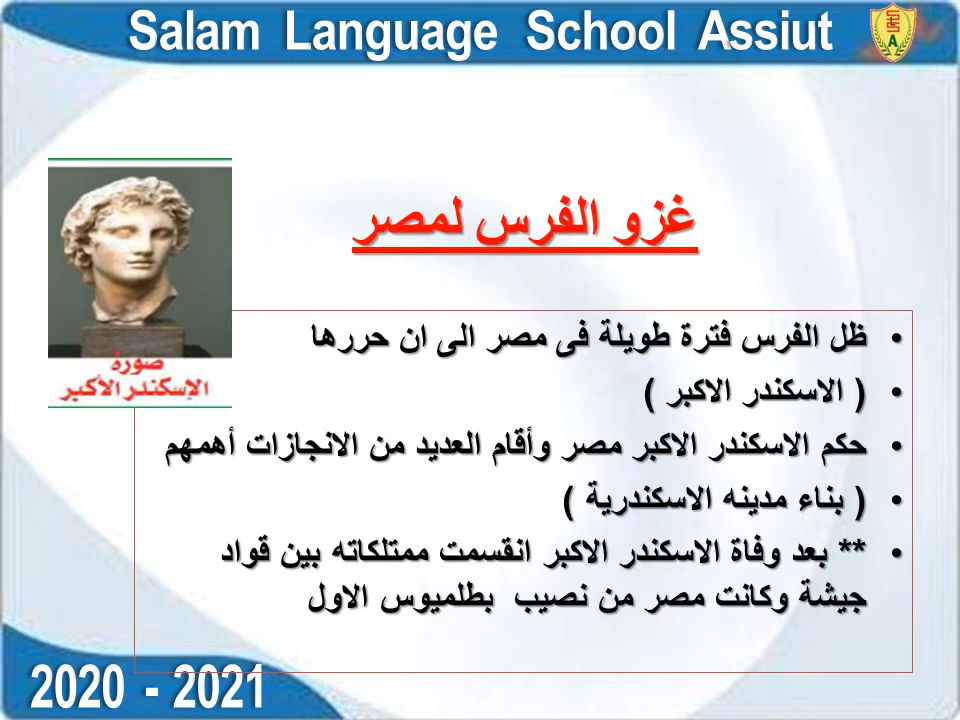 Salam Language School Assiut
غزو الفرس لمصر
صورة
الإسكندر الأكبر
• ظل الفرس فترة طويلة فى مصر الى ان حررها
• ( الاسكندر الاكبر )
• حكم الاسكندر الاكبر مصر وأقام العديد من الانجازات أهمهم
• ( بناء مدينه الاسكندرية )
• ** بعد وفاة الاسكندر الاكبر انقسمت ممتلكاته بين قواد
جيشة وكانت مصر من نصيب بطلميوس الاول
2020 - 2021